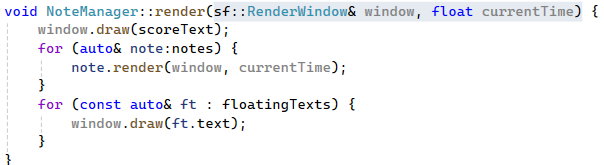 void NoteManager::render(sf::RenderWindow& window, float currentTime) {
    window.draw(scoreText);
    for (auto& note:notes) {
        note.render(window, currentTime);
    }
    for (const auto& ft : floatingTexts) {
        window.draw(ft.text);
    }
}